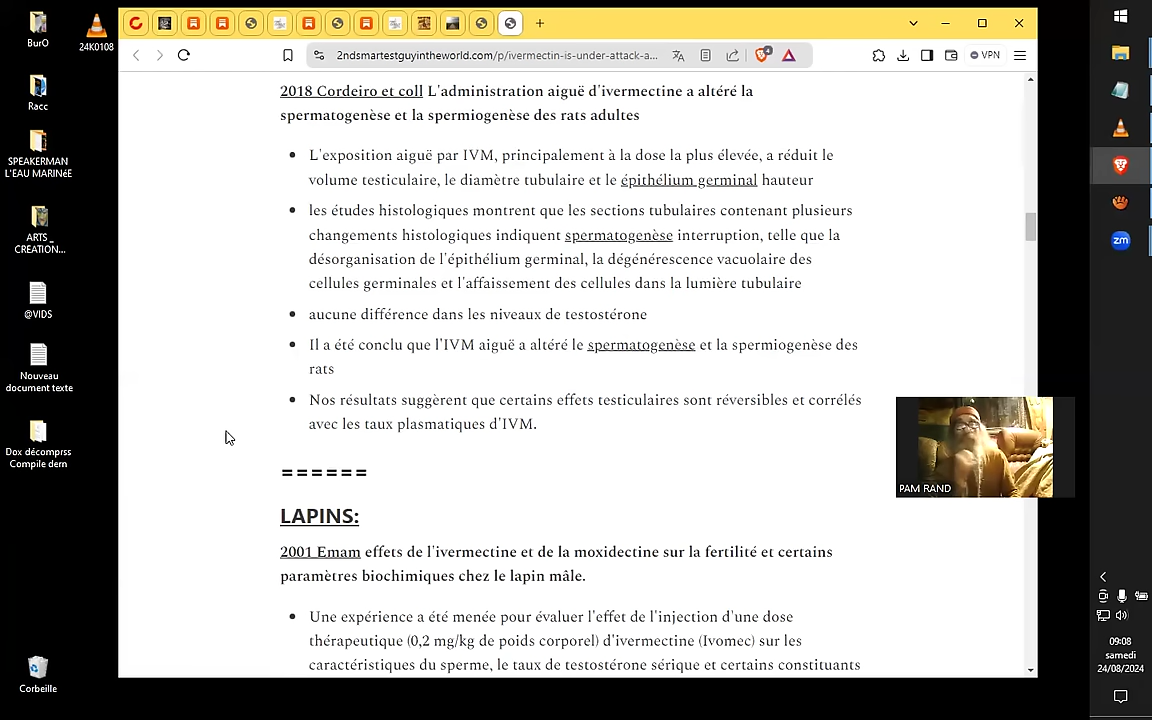 BurO
24K0108
Racc
SPEAKERMAN
L'EAU MARINéE
ARTS _
CREATION...
@VIDS
Nouveau
document texte
Dox décomprss
Compile dern
Corbeille
2ndsmartestguyintheworld.com/p/ivermectin-is-under-attack-a...
4
VPN
2018 Cordeiro et coll L'administration aiguë d'ivermectine a altéré la
spermatogenèse et la spermiogenèse des rats adultes
L'exposition aiguë par IVM, principalement à la dose la plus élevée, a réduit le
volume testiculaire, le diamètre tubulaire et le épithélium germinal hauteur
les études histologiques montrent que les sections tubulaires contenant plusieurs
changements histologiques indiquent spermatogenèse interruption, telle que la
désorganisation de l'épithélium germinal, la dégénérescence vacuolaire des
cellules germinales et l'affaissement des cellules dans la lumière tubulaire
aucune différence dans les niveaux de testostérone
Il a été conclu que l'IVM aiguë a altéré le spermatogenèse et la spermiogenèse des
rats
Nos résultats suggèrent que certains effets testiculaires sont réversibles et corrélés
avec les taux plasmatiques d'IVM.
======
LAPINS:
2001 Emam effets de l'ivermectine et de la moxidectine sur la fertilité et certains
paramètres biochimiques chez le lapin mâle.
Une expérience a été menée pour évaluer l'effet de l'injection d'une dose
thérapeutique (0,2 mg/kg de poids corporel) d'ivermectine (Ivomec) sur les
caractéristiques du sperme, le taux de testostérone sérique et certains constituants
PAM RAND
zm
09:08
samedi
24/08/2024